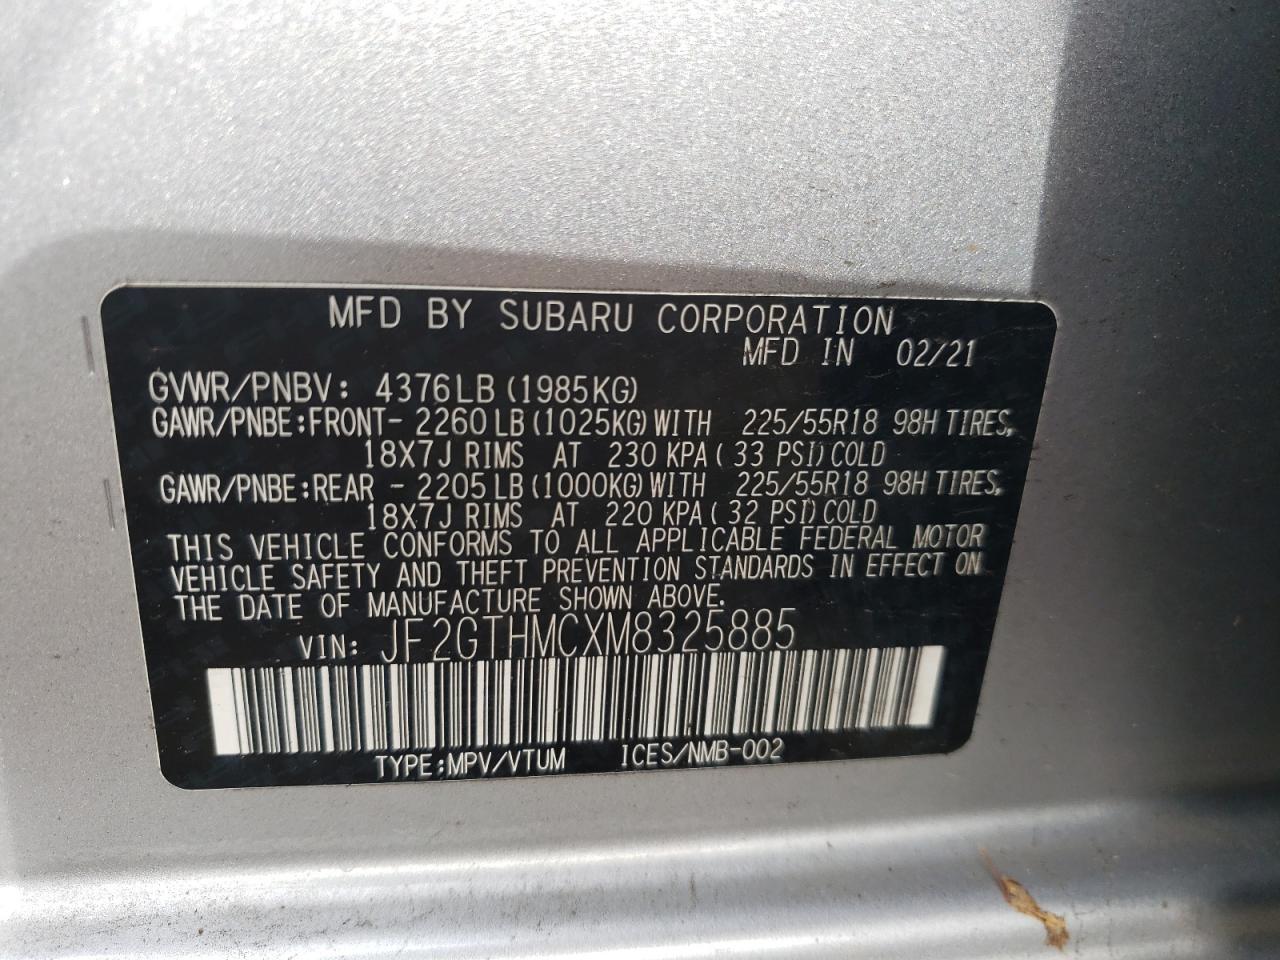 MFD BY SUBARU CORPORATION
MFD IN 02/21
GVWR/PNBV: 4376LB (1985KG)
GAWR/PNBE:FRONT- 2260LB (1025KG) WITH 225/55R18 98H TIRES,
18X7J RIMS AT 230 KPA( 33 PSI)COLD
GAWR/PNBE:REAR - 2205LB (1000KG) WITH 225/55R18 98H TIRES,
18X7J RIMS AT 220 KPA( 32 PSI)COLD
THIS VEHICLE CONFORMS TO ALL APPLICABLE FEDERAL MOTOR
VEHICLE SAFETY AND THEFT PREVENTION STANDARDS IN EFFECT ON
THE DATE OF MANUFACTURE SHOWN ABOVE.
VIN: JF2GTHMCXM8325885
TYPE:MPV/VTUM ICES/NMB-002